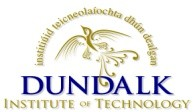 institiúid teicneolaíochta dhún dealgan
DUNDALK
INSTITUTE OF TECHNOLOGY